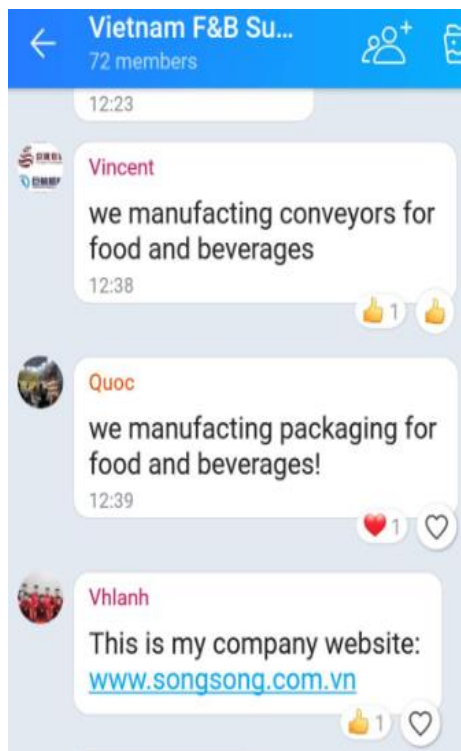 Vietnam F&B Su...
72 members
12:23
Vincent
we manufacting conveyors for
food and beverages
12:38
1
Quoc
we manufacting packaging for
food and beverages!
12:39
1
Vhlanh
This is my company website:
www.songsong.com.vn
1